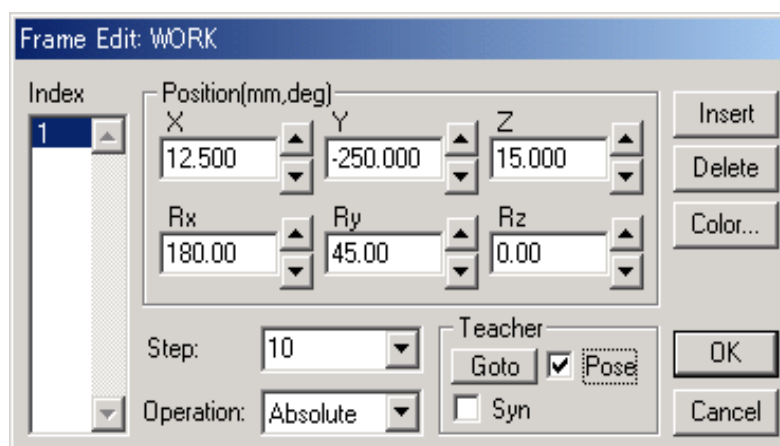 Frame Edit: WORK
Index
1
Position(mm,deg)
X Y Z
12.500 -250.000 15.000
Rx Ry Rz
180.00 45.00 0.00
Insert
Delete
Color...
Step: 10
Operation: Absolute
Teacher
Goto Pose
Syn
OK
Cancel